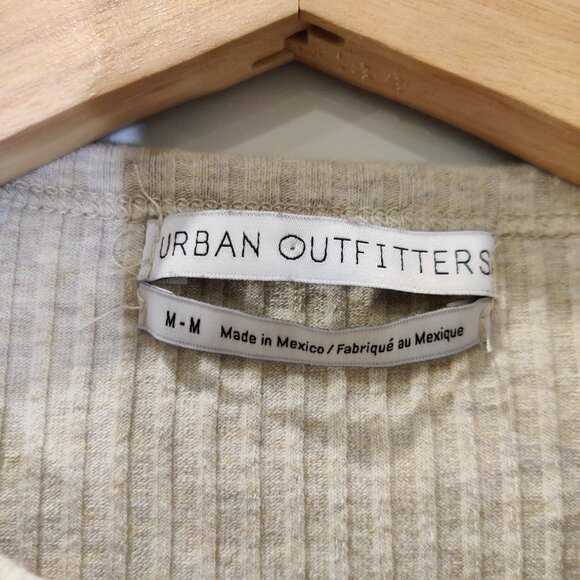 URBAN OUTFITTERS
M - M Made in Mexico / Fabriqué au Mexique